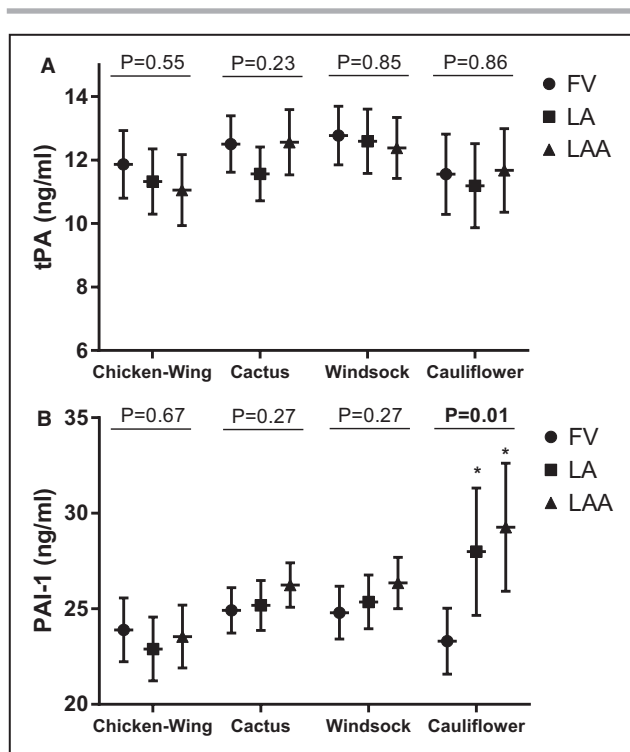 A
P=0.55 P=0.23 P=0.85 P=0.86
FV
LA
LAA
14
12
10
8
6
tPA (ng/ml)
Chicken-Wing Cactus Windsock Cauliflower
B
P=0.67 P=0.27 P=0.27 P=0.01
FV
LA
LAA
* *
35
30
25
20
PAI-1 (ng/ml)
Chicken-Wing Cactus Windsock Cauliflower